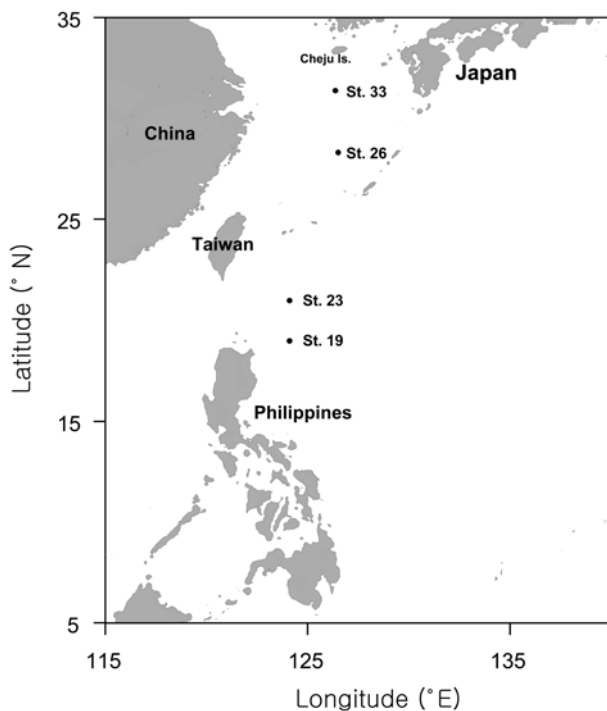 35
Cheju Is.
Japan
St. 33
China
St. 26
25
Taiwan
St. 23
St. 19
Latitude (° N)
Philippines
15
5
115
125
135
Longitude (°E)